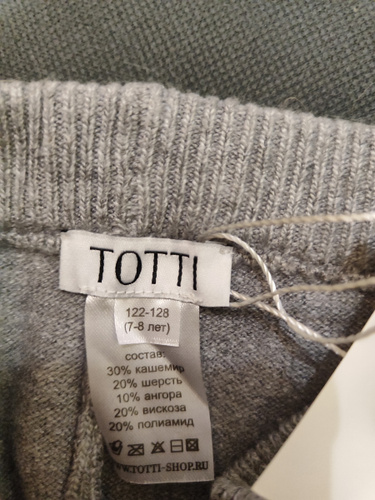 TOTTI
122-128
(7-8 лет)
состав:
30% кашемир
20% шерсть
10% ангора
20% вискоза
20% полиамид
WWW.TOTTI-SHOP.RU